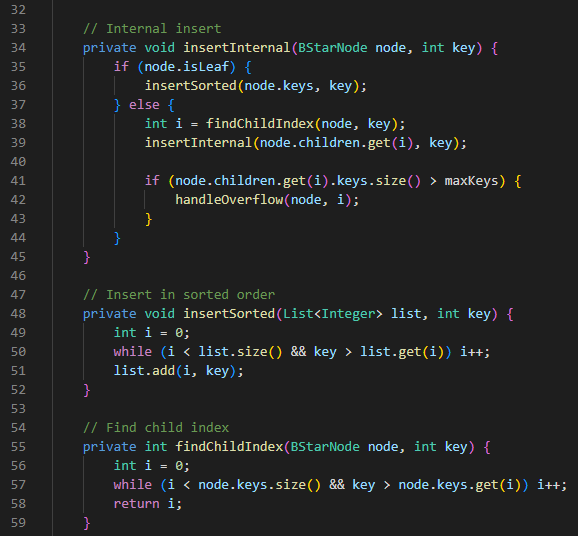 32
33 // Internal insert
34 private void insertInternal(BStarNode node, int key) {
35 if (node.isLeaf) {
36 insertSorted(node.keys, key);
37 } else {
38 int i = findChildIndex(node, key);
39 insertInternal(node.children.get(i), key);
40
41 if (node.children.get(i).keys.size() > maxKeys) {
42 handleOverflow(node, i);
43 }
44 }
45 }
46
47 // Insert in sorted order
48 private void insertSorted(List<Integer> list, int key) {
49 int i = 0;
50 while (i < list.size() && key > list.get(i)) i++;
51 list.add(i, key);
52 }
53
54 // Find child index
55 private int findChildIndex(BStarNode node, int key) {
56 int i = 0;
57 while (i < node.keys.size() && key > node.keys.get(i)) i++;
58 return i;
59 }